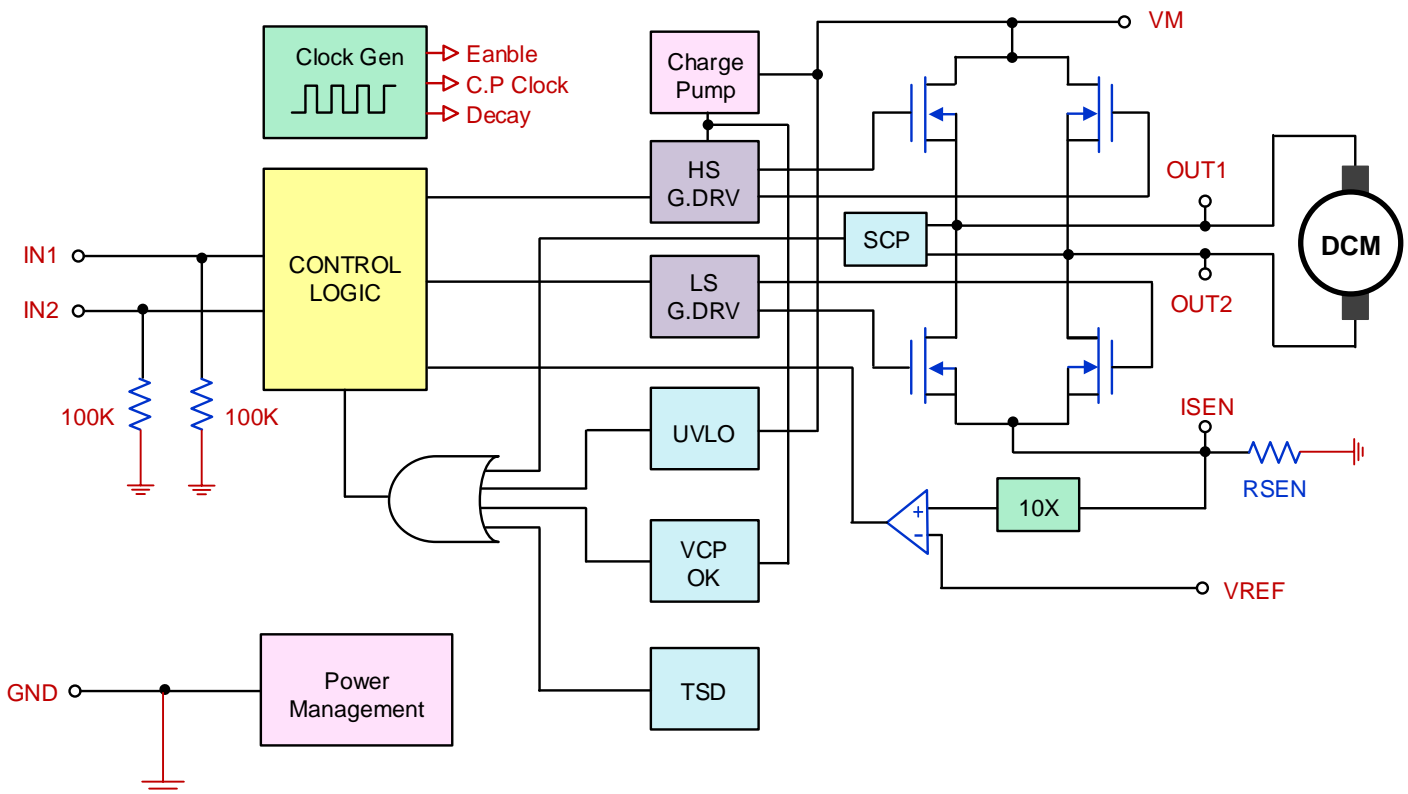 VM
Clock Gen
Eanble
C.P Clock
Decay
Charge
Pump
HS
G.DRV
OUT1
SCP
DCM
IN1
CONTROL
LOGIC
LS
G.DRV
IN2
OUT2
100K
100K
ISEN
UVLO
RSEN
10X
+
-
VCP
OK
VREF
Power
Management
GND
TSD